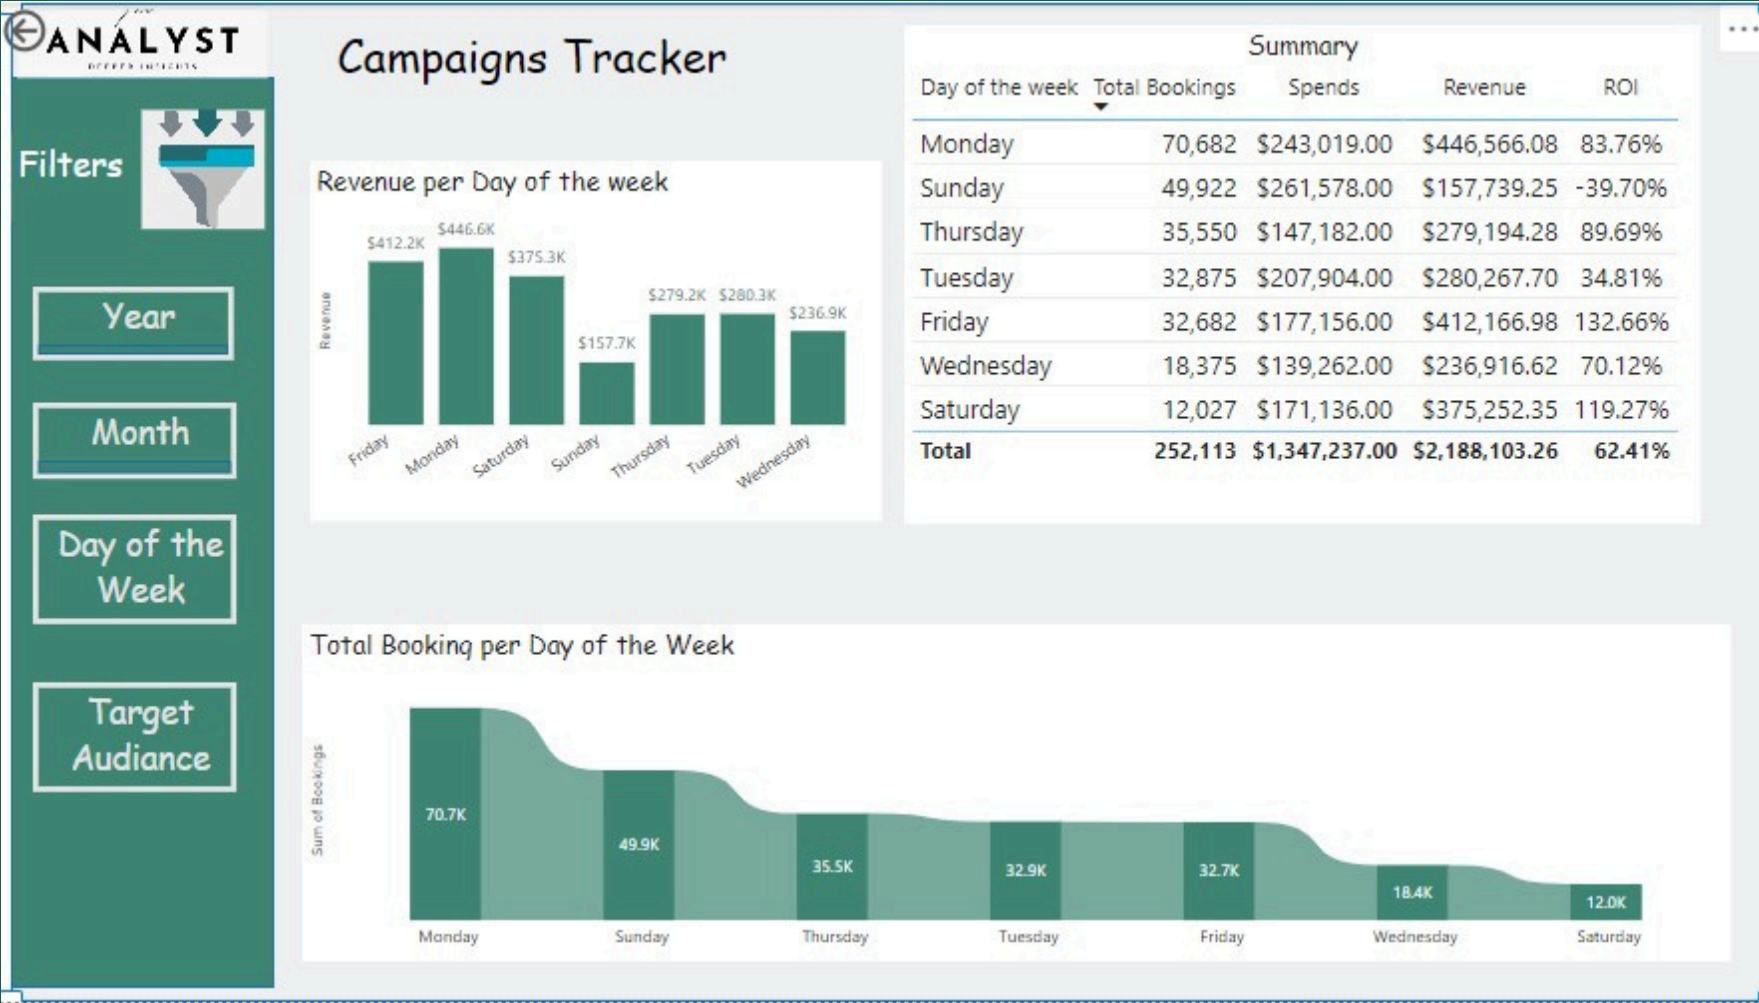 ANALYST
DEEPER INSIGHTS
Filters
Year
Month
Day of the
Week
Target
Audiance
Campaigns Tracker
Revenue per Day of the week
Revenue
$412.2K $446.6K $375.3K $157.7K $279.2K $280.3K $236.9K
Friday Monday Saturday Sunday Thursday Tuesday Wednesday
Summary
Day of the week Total Bookings Spends Revenue ROI
Monday 70,682 $243,019.00 $446,566.08 83.76%
Sunday 49,922 $261,578.00 $157,739.25 -39.70%
Thursday 35,550 $147,182.00 $279,194.28 89.69%
Tuesday 32,875 $207,904.00 $280,267.70 34.81%
Friday 32,682 $177,156.00 $412,166.98 132.66%
Wednesday 18,375 $139,262.00 $236,916.62 70.12%
Saturday 12,027 $171,136.00 $375,252.35 119.27%
Total 252,113 $1,347,237.00 $2,188,103.26 62.41%
Total Booking per Day of the Week
Sum of Bookings
70.7K 49.9K 35.5K 32.9K 32.7K 18.4K 12.0K
Monday Sunday Thursday Tuesday Friday Wednesday Saturday